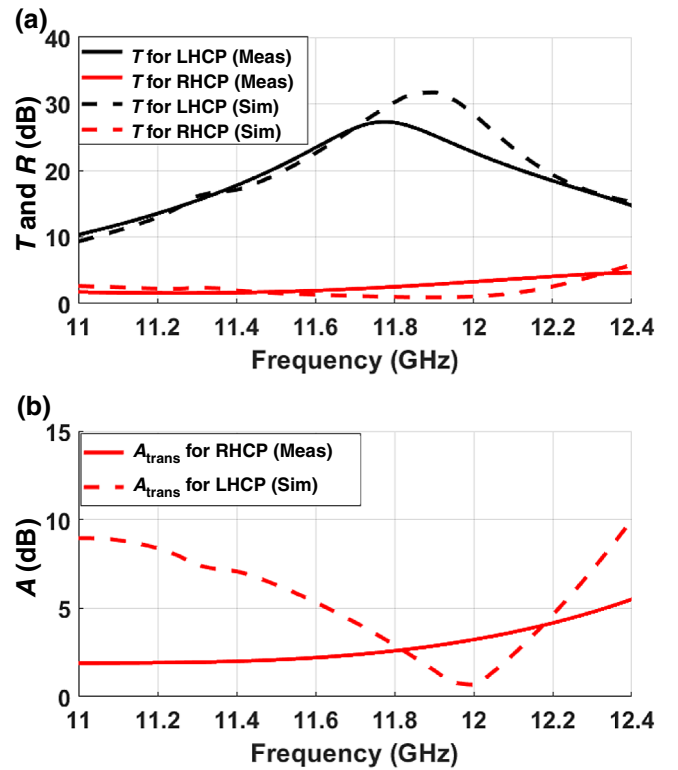 (a)
40
30
20
10
0
T and R (dB)
T for LHCP (Meas)
T for RHCP (Meas)
T for LHCP (Sim)
T for RHCP (Sim)
11 11.2 11.4 11.6 11.8 12 12.2 12.4
Frequency (GHz)
(b)
15
10
5
0
A (dB)
Atrans for RHCP (Meas)
Atrans for LHCP (Sim)
11 11.2 11.4 11.6 11.8 12 12.2 12.4
Frequency (GHz)